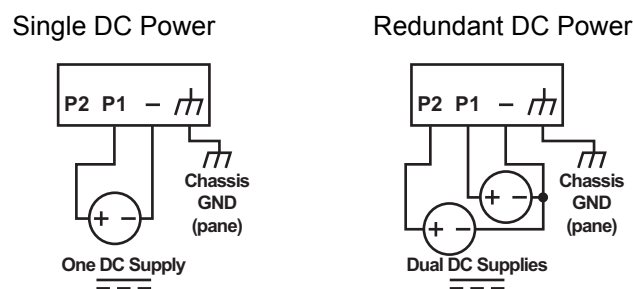 Single DC Power
P2 P1 –
Chassis
GND
(pane)
+ –
One DC Supply
Redundant DC Power
P2 P1 –
Chassis
GND
(pane)
+ –
+ –
Dual DC Supplies